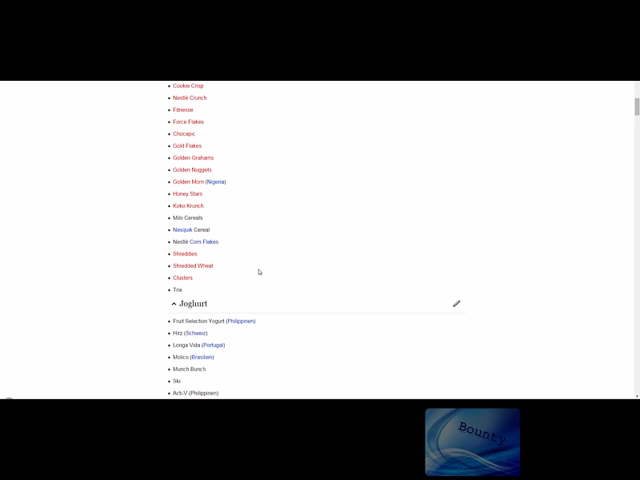 Cookie Crisp
Nestlé Crunch
Fitnesse
Force Flakes
Chocapic
Gold Flakes
Golden Grahams
Golden Nuggets
Golden Morn (Nigeria)
Honey Stars
Koko Krunch
Milo Cereals
Nesquik Cereal
Nestlé Corn Flakes
Shreddies
Shredded Wheat
Clusters
Trix
Joghurt
Fruit Selection Yogurt (Philippinen)
Hirz (Schweiz)
Longa Vida (Portugal)
Molico (Brasilien)
Munch Bunch
Ski
Acti-V (Philippinen)
Bounty